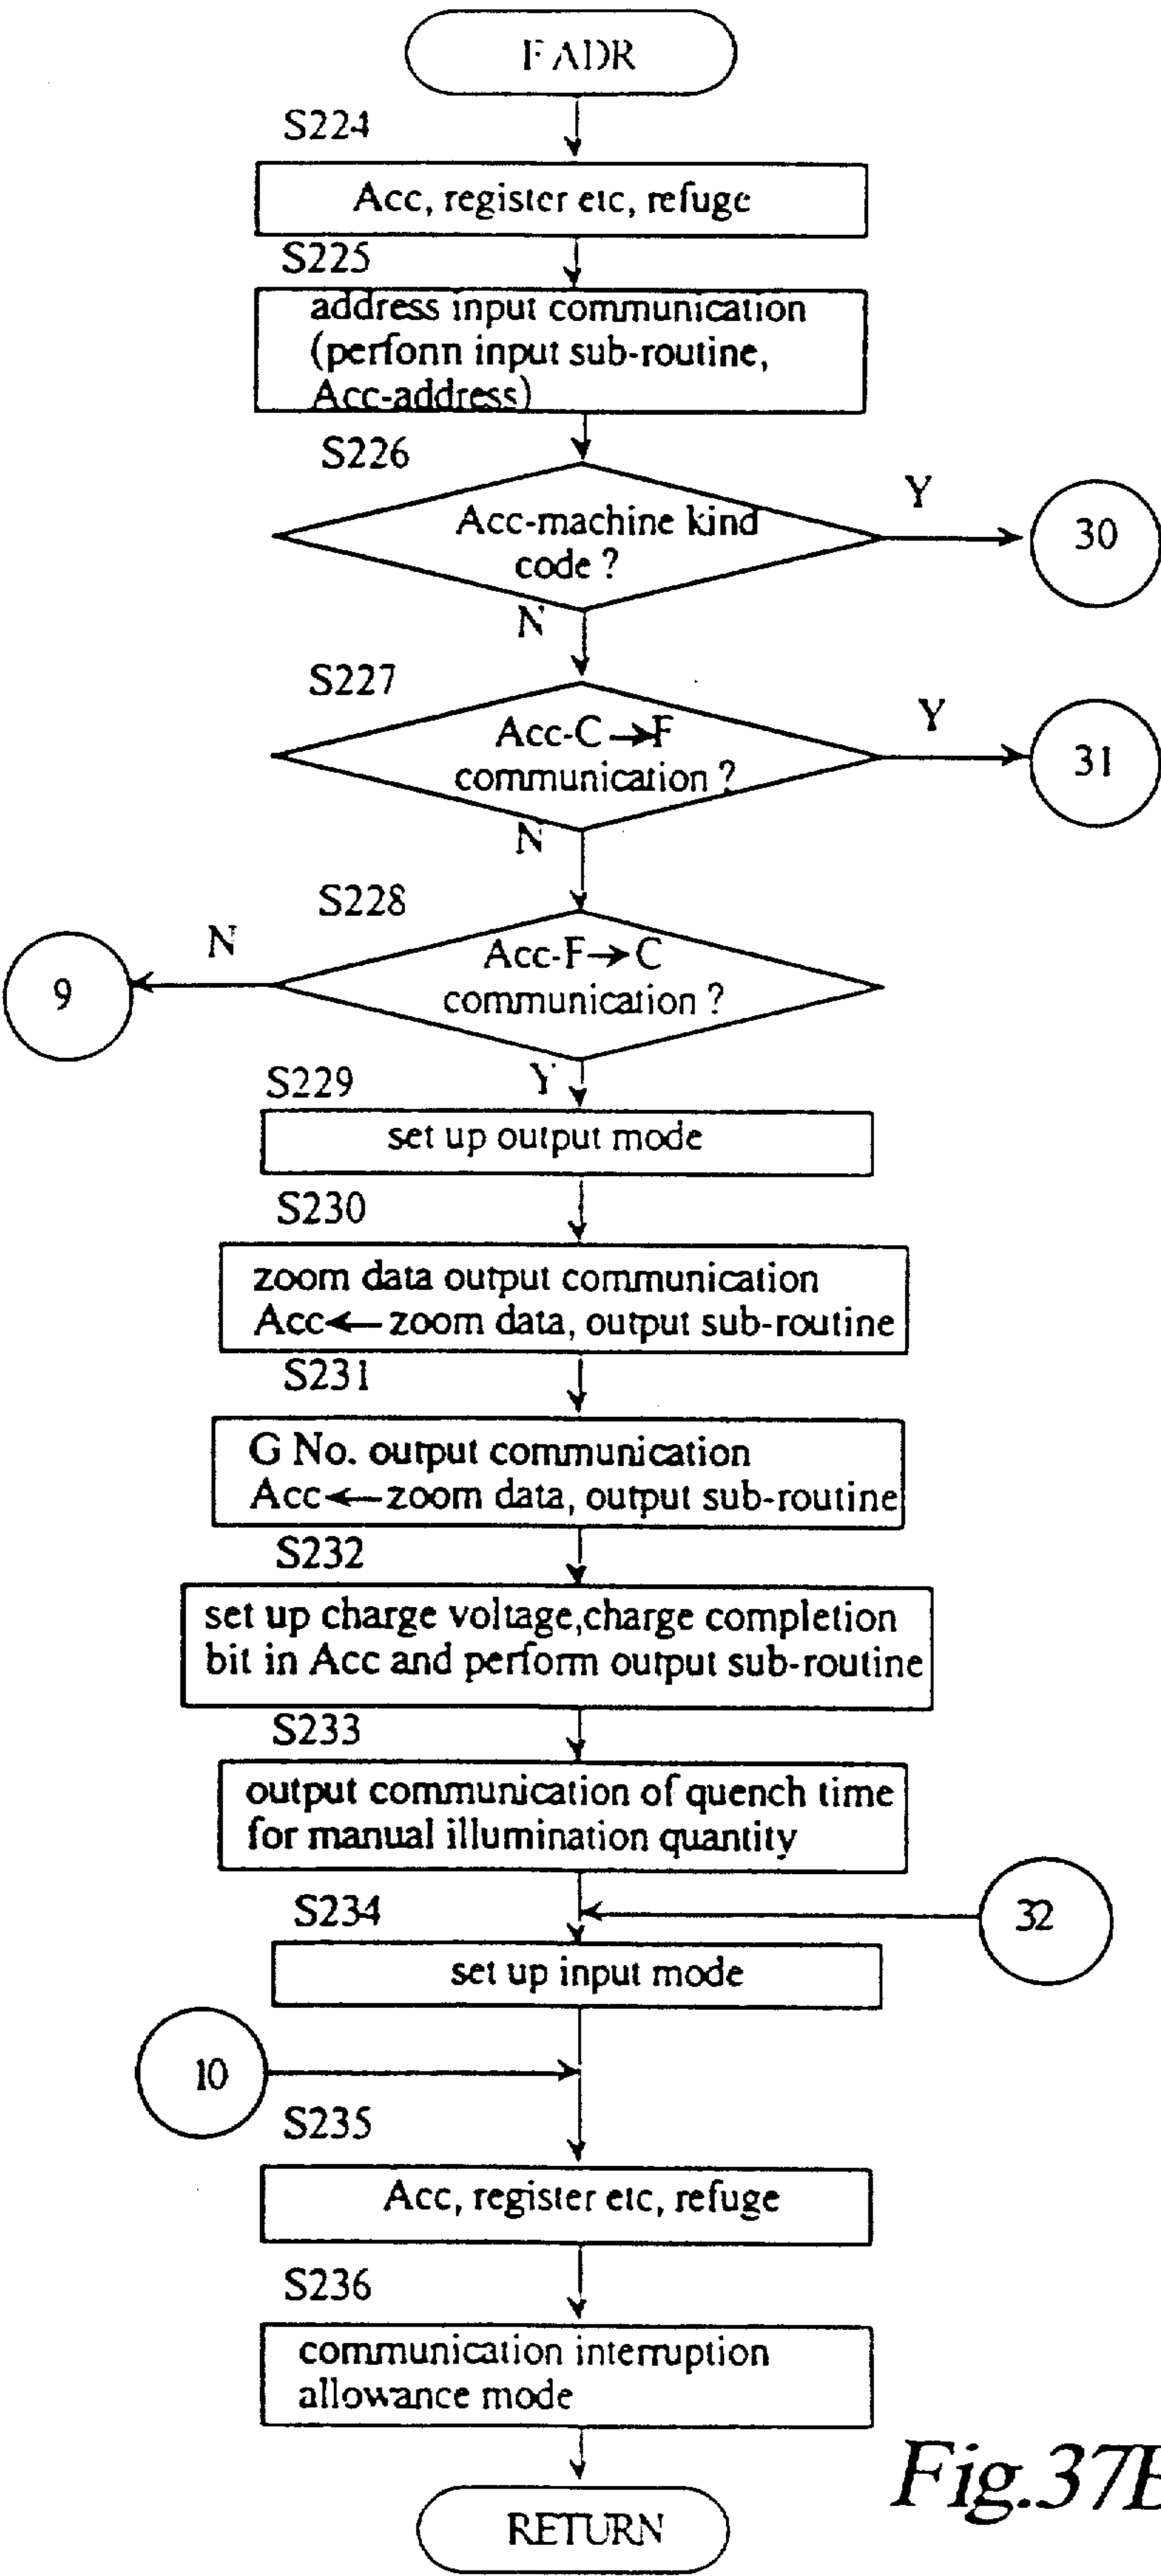 F ADR
S224
Acc, register etc, refuge
S225
address input communication
(perfonn input sub-routine,
Acc-address)
S226
Acc-machine kind
code ?
Y
30
N
S227
Acc-C→F
communication ?
Y
31
N
S228
Acc-F→C
communication ?
N
9
Y
S229
set up output mode
S230
zoom data output communication
Acc←zoom data, output sub-routine
S231
G No. output communication
Acc←zoom data, output sub-routine
S232
set up charge voltage,charge completion
bit in Acc and perform output sub-routine
S233
output communication of quench time
for manual illumination quantity
32
S234
set up input mode
10
S235
Acc, register etc, refuge
S236
communication interruption
allowance mode
RETURN
Fig.37B